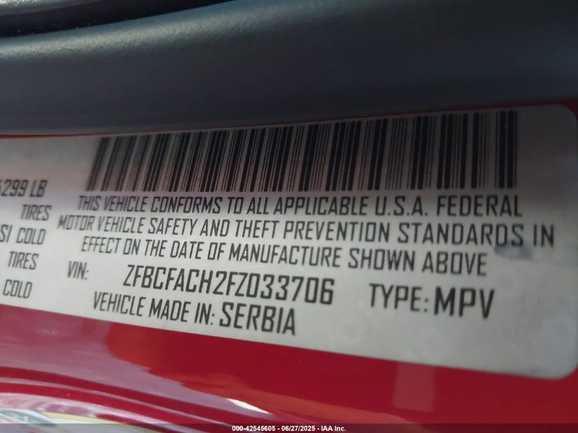 299 LB
TIRES
SI COLD
TIRES
COLD
THIS VEHICLE CONFORMS TO ALL APPLICABLE U.S.A. FEDERAL
MOTOR VEHICLE SAFETY AND THEFT PREVENTION STANDARDS IN
EFFECT ON THE DATE OF MANUFACTURE SHOWN ABOVE
VIN: ZFBCFACH2FZ033706 TYPE: MPV
VEHICLE MADE IN: SERBIA
00-42545605 - 06/27/2025 - IAA Inc.